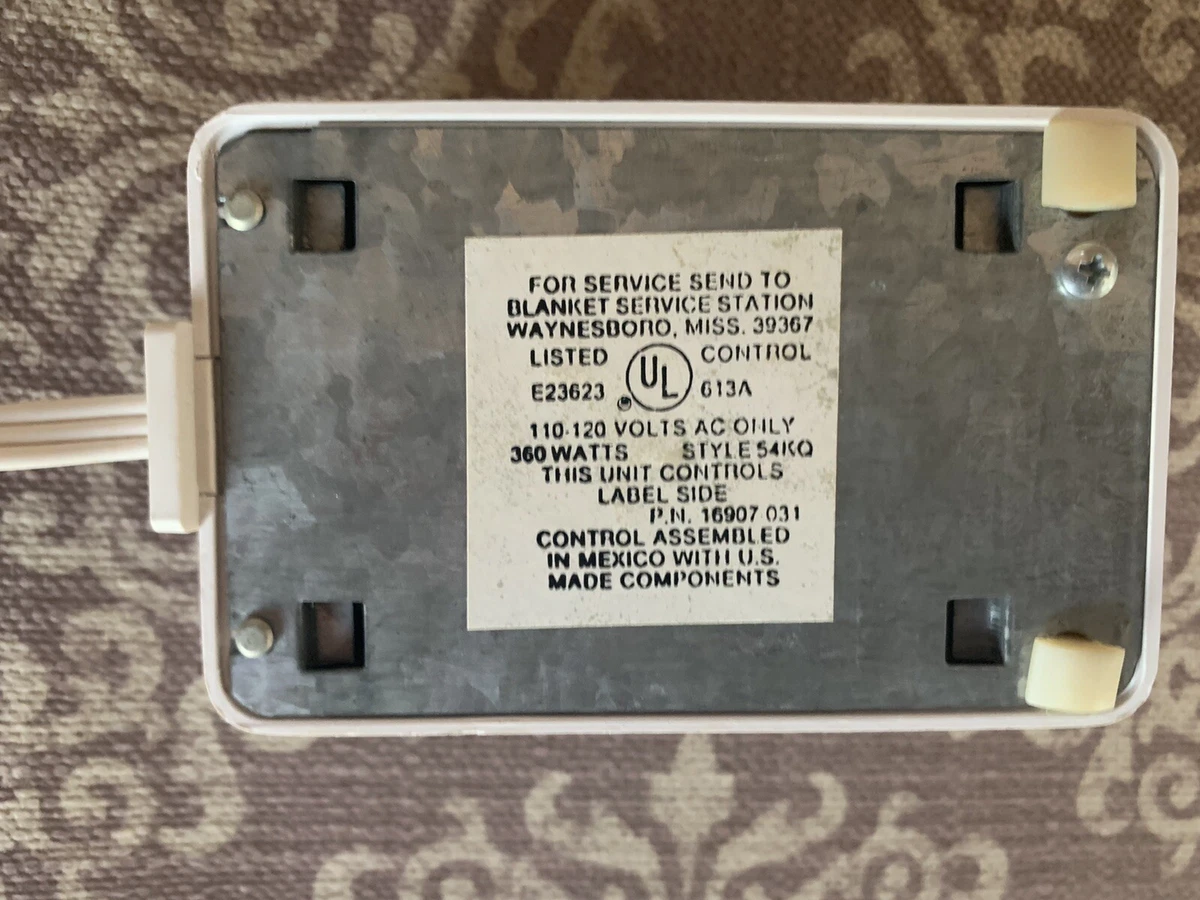 FOR SERVICE SEND TO
BLANKET SERVICE STATION
WAYNESBORO, MISS. 39367
LISTED UL CONTROL
E23623 ® 613A
110-120 VOLTS AC ONLY
360 WATTS STYLE 54KQ
THIS UNIT CONTROLS
LABEL SIDE
P.N. 16907 031
CONTROL ASSEMBLED
IN MEXICO WITH U.S.
MADE COMPONENTS